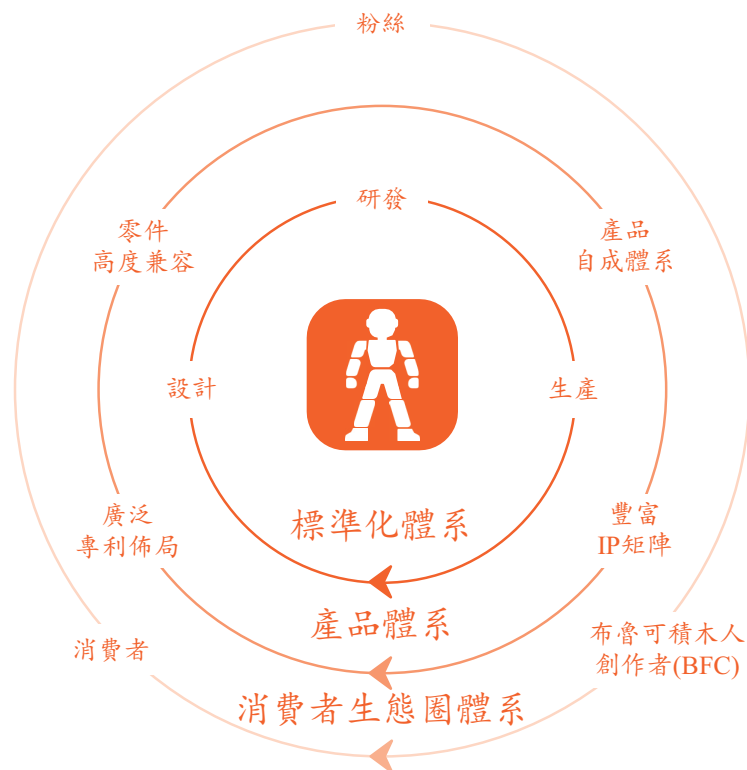 粉絲
研發
零件
高度兼容
產品
自成體系
設計
生產
標準化體系
廣泛
專利佈局
豐富
IP矩陣
產品體系
消費者
布魯可積木人
創作者(BFC)
消費者生態圈體系